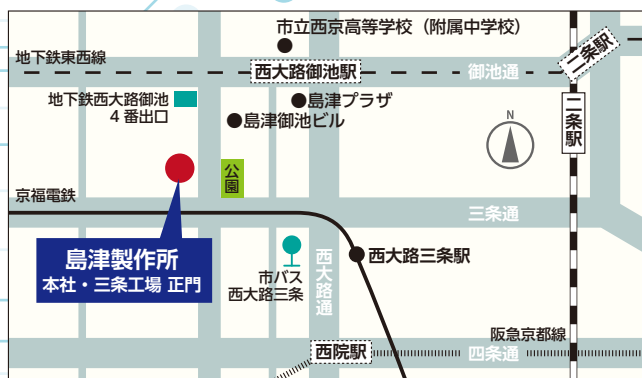 市立西京高等学校（附属中学校）
地下鉄東西線
西大路御池駅
御池通
二条駅
二条駅
地下鉄西大路御池
4 番出口
島津プラザ
島津御池ビル
N
公園
京福電鉄
三条通
島津製作所
本社・三条工場 正門
市バス
西大路三条
西大路通
西大路三条駅
阪急京都線
西院駅
四条通